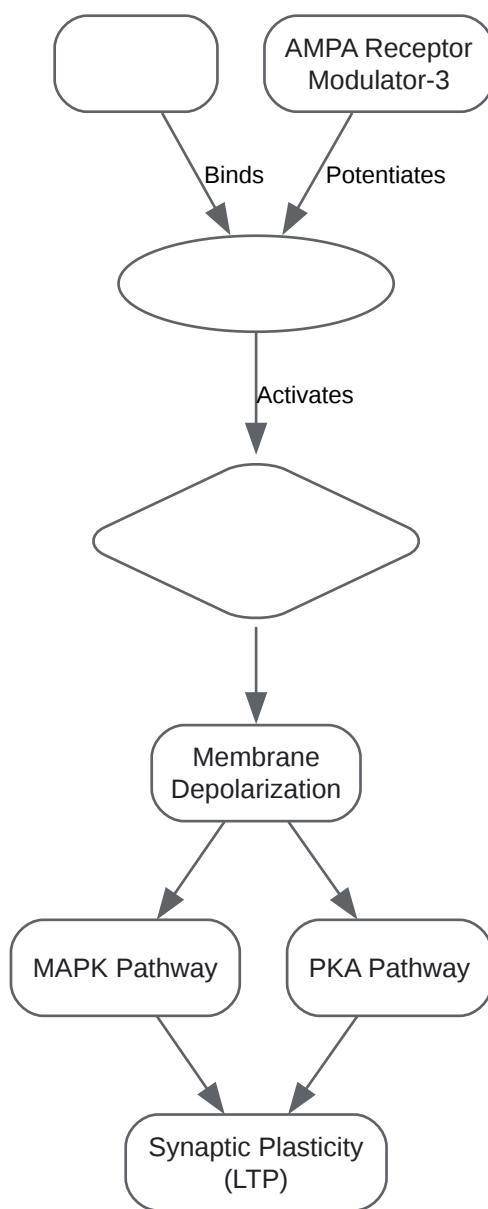 AMPA Receptor
Modulator-3
Binds
Potentiates
Activates
Membrane
Depolarization
MAPK Pathway
PKA Pathway
Synaptic Plasticity
(LTP)